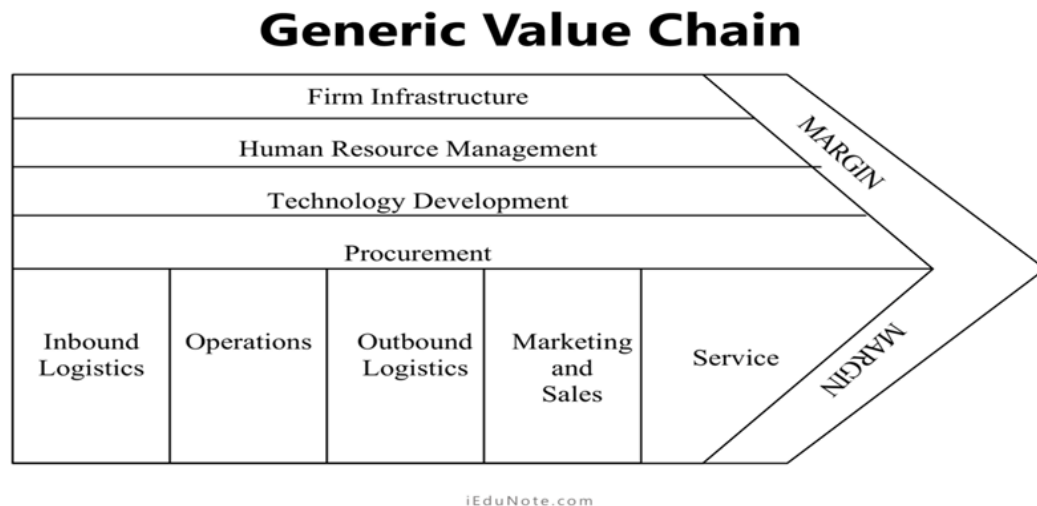 Generic Value Chain
Firm Infrastructure
Human Resource Management
Technology Development
Procurement
MARGIN
Inbound
Logistics
Operations
Outbound
Logistics
Marketing
and
Sales
Service
MARGIN
iEduNote.com